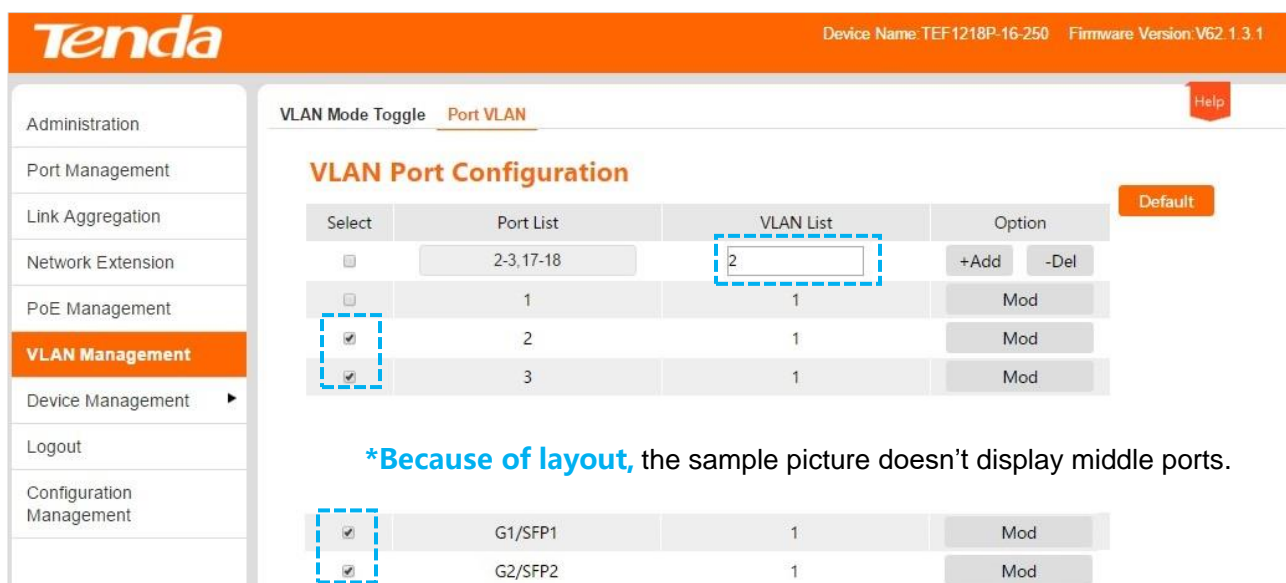 Tenda
Device Name:TEF1218P-16-250 Firmware Version:V62.1.3.1
Help
Administration
Port Management
Link Aggregation
Network Extension
PoE Management
VLAN Management
Device Management
Logout
Configuration
Management
VLAN Mode Toggle Port VLAN
VLAN Port Configuration
Default
Select Port List VLAN List Option
2-3,17-18 2 +Add -Del
1 1 Mod
2 1 Mod
3 1 Mod
*Because of layout, the sample picture doesn’t display middle ports.
G1/SFP1 1 Mod
G2/SFP2 1 Mod